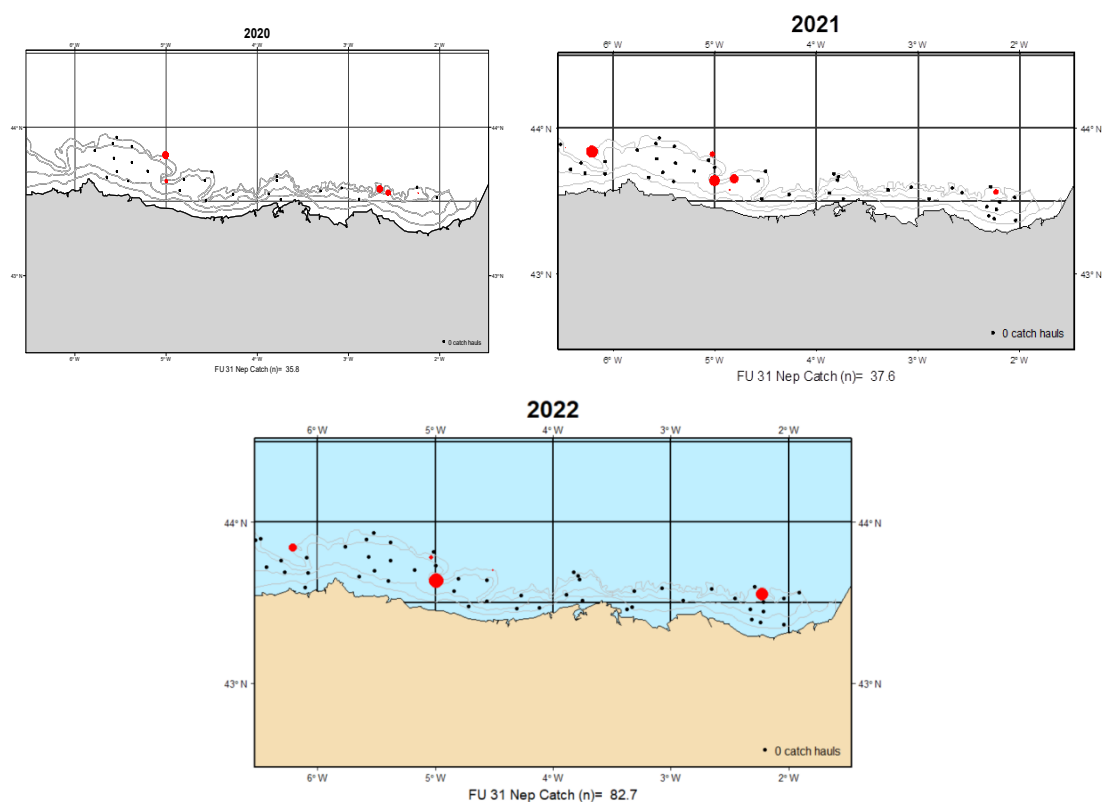 2020
6°W 5°W 4°W 3°W 2°W
44°N 44°N
43°N 43°N
0 catch hauls
6°W 5°W 4°W 3°W 2°W
FU 31 Nep Catch (n)= 35.8
2021
6° W 5° W 4° W 3° W 2° W
44° N 44° N
43° N 43° N
0 catch hauls
6° W 5° W 4° W 3° W 2° W
FU 31 Nep Catch (n)= 37.6
2022
6° W 5° W 4° W 3° W 2° W
44° N 44° N
43° N 43° N
0 catch hauls
6° W 5° W 4° W 3° W 2° W
FU 31 Nep Catch (n)= 82.7